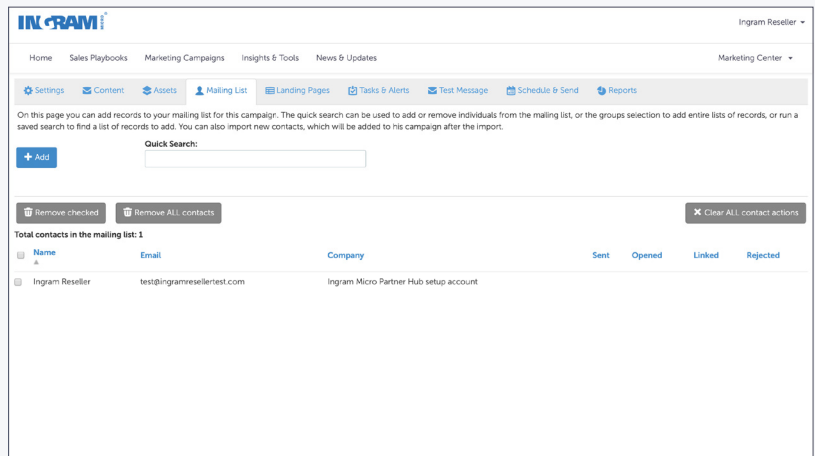 INGRAM MICRO
Ingram Reseller
Home Sales Playbooks Marketing Campaigns Insights & Tools News & Updates Marketing Center
Settings Content Assets Mailing List Landing Pages Tasks & Alerts Test Message Schedule & Send Reports
On this page you can add records to your mailing list for this campaign. The quick search can be used to add or remove individuals from the mailing list, or the groups selection to add entire lists of records, or run a
saved search to find a list of records to add. You can also import new contacts, which will be added to his campaign after the import.
Quick Search:
+ Add
Remove checked Remove ALL contacts Clear ALL contact actions
Total contacts in the mailing list: 1
Name Email Company Sent Opened Linked Rejected
Ingram Reseller test@ingramresellertest.com Ingram Micro Partner Hub setup account